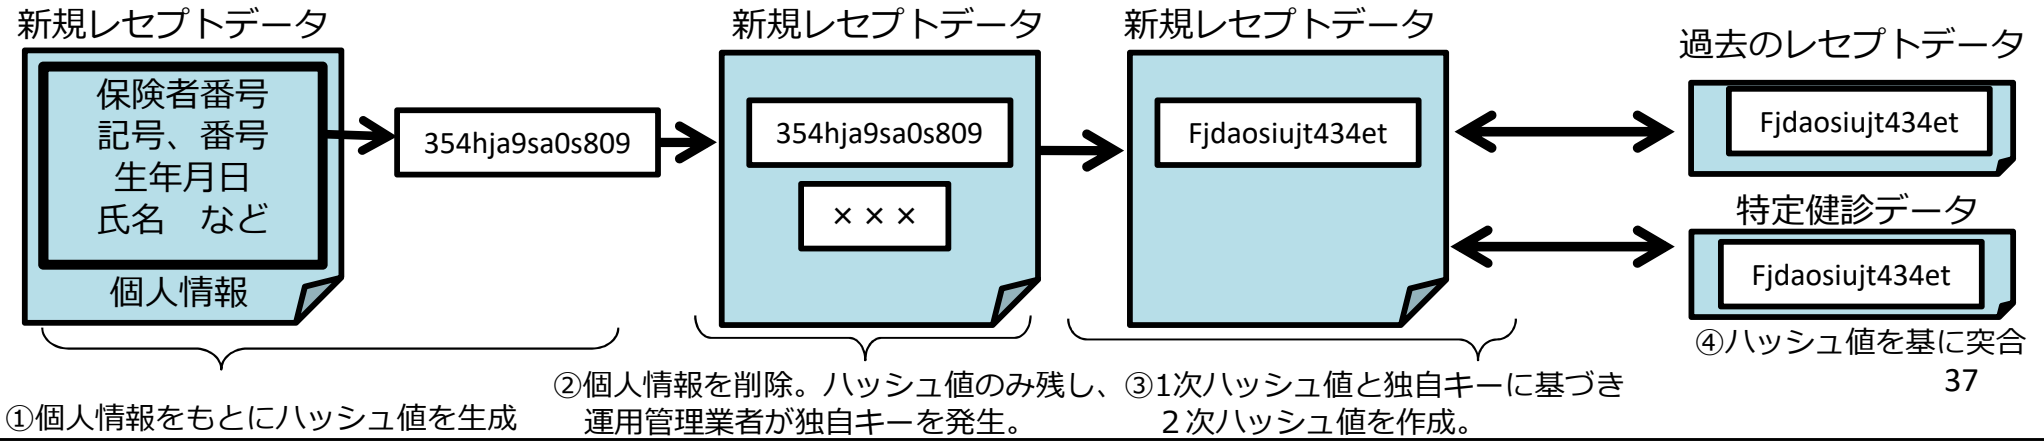 新規レセプトデータ
保険者番号
記号、番号
生年月日
氏名　など
個人情報
354hja9sa0s809
新規レセプトデータ
354hja9sa0s809
×××
新規レセプトデータ
Fjdaosiujt434et
過去のレセプトデータ
Fjdaosiujt434et
特定健診データ
Fjdaosiujt434et
①個人情報をもとにハッシュ値を生成
②個人情報を削除。ハッシュ値のみ残し、
運用管理業者が独自キーを発生。
③1次ハッシュ値と独自キーに基づき
２次ハッシュ値を作成。
④ハッシュ値を基に突合
37